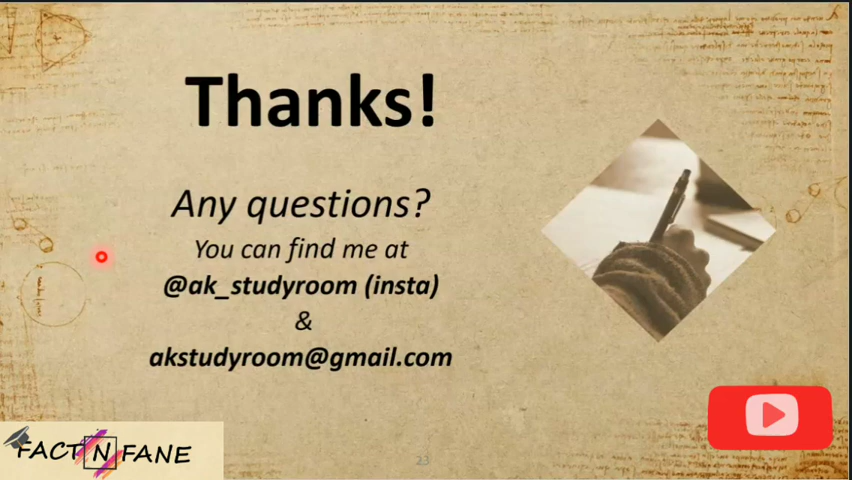 Thanks!
Any questions?
You can find me at
@ak_studyroom (insta)
&
akstudyroom@gmail.com
FACT N FANE
23